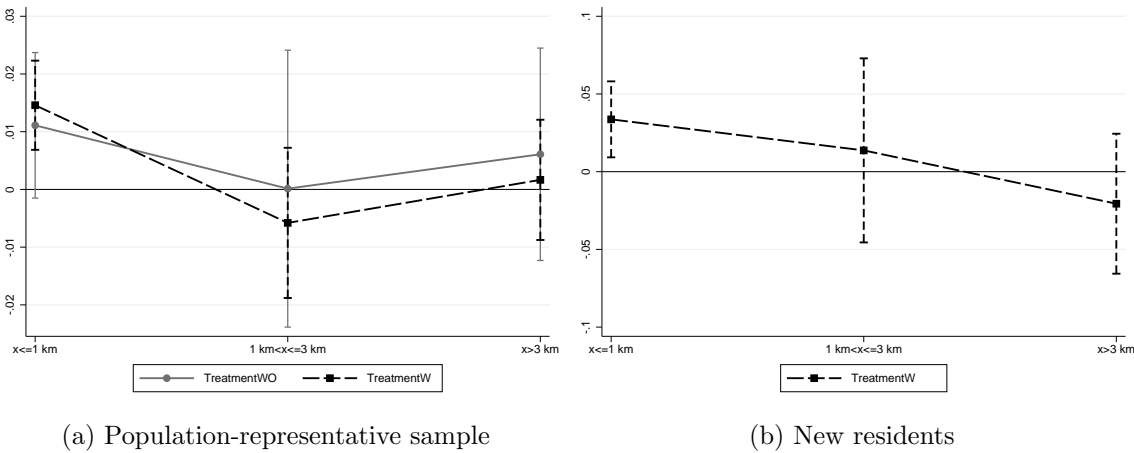 .03
.02
.01
0
-.01
-.02
x<=1 km
1 km<x<=3 km
x>3 km
TreatmentWO
TreatmentW
(a) Population-representative sample
.1
.05
0
-.05
-.1
x<=1 km
1 km<x<=3 km
x>3 km
TreatmentW
(b) New residents